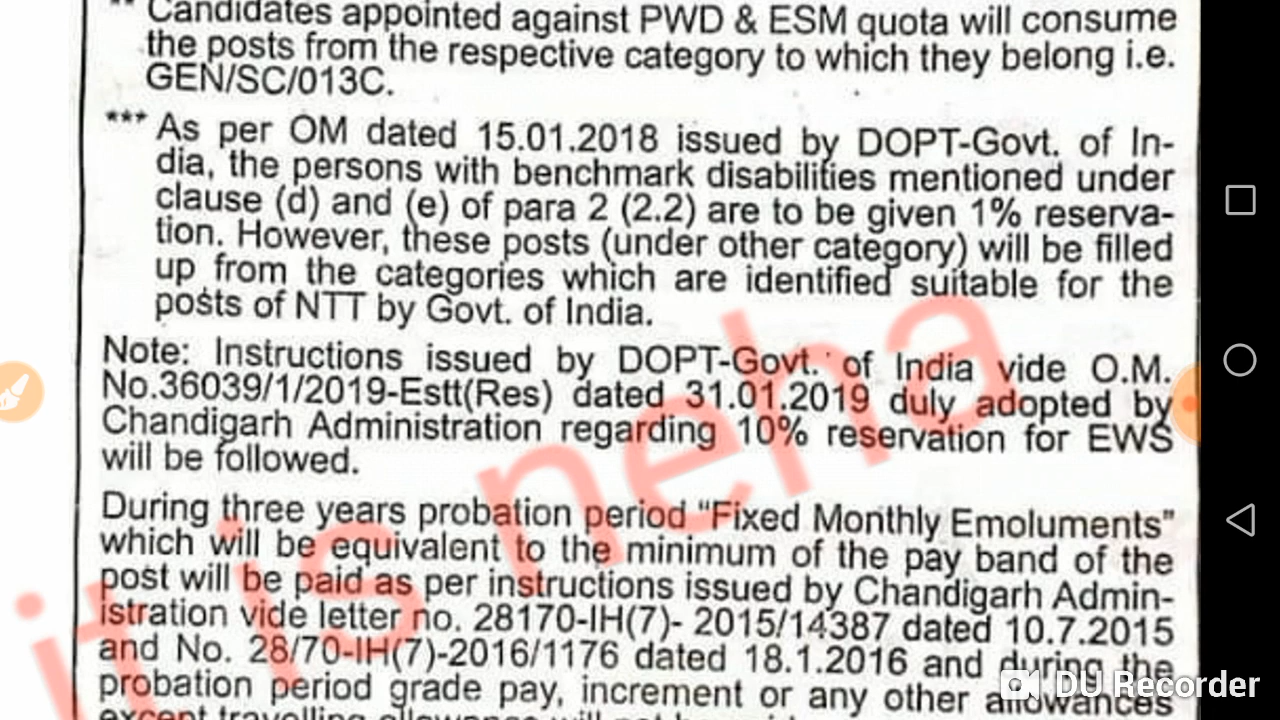 ** Candidates appointed against PWD & ESM quota will consume
the posts from the respective category to which they belong i.e.
GEN/SC/013C.
*** As per OM dated 15.01.2018 issued by DOPT-Govt. of In-
dia, the persons with benchmark disabilities mentioned under
clause (d) and (e) of para 2 (2.2) are to be given 1% reserva-
tion. However, these posts (under other category) will be filled
up from the categories which are identified suitable for the
posts of NTT by Govt. of India.
Note: Instructions issued by DOPT-Govt. of India vide O.M.
No.36039/1/2019-Estt(Res) dated 31.01.2019 duly adopted by
Chandigarh Administration regarding 10% reservation for EWS
will be followed.
During three years probation period "Fixed Monthly Emoluments"
which will be equivalent to the minimum of the pay band of the
post will be paid as per instructions issued by Chandigarh Admin-
istration vide letter no. 28170-IH(7)- 2015/14387 dated 10.7.2015
and No. 28/70-IH(7)-2016/1176 dated 18.1.2016 and during the
probation period grade pay, increment or any other allowances
except travelling allowance will not be
it is neha
DU Recorder